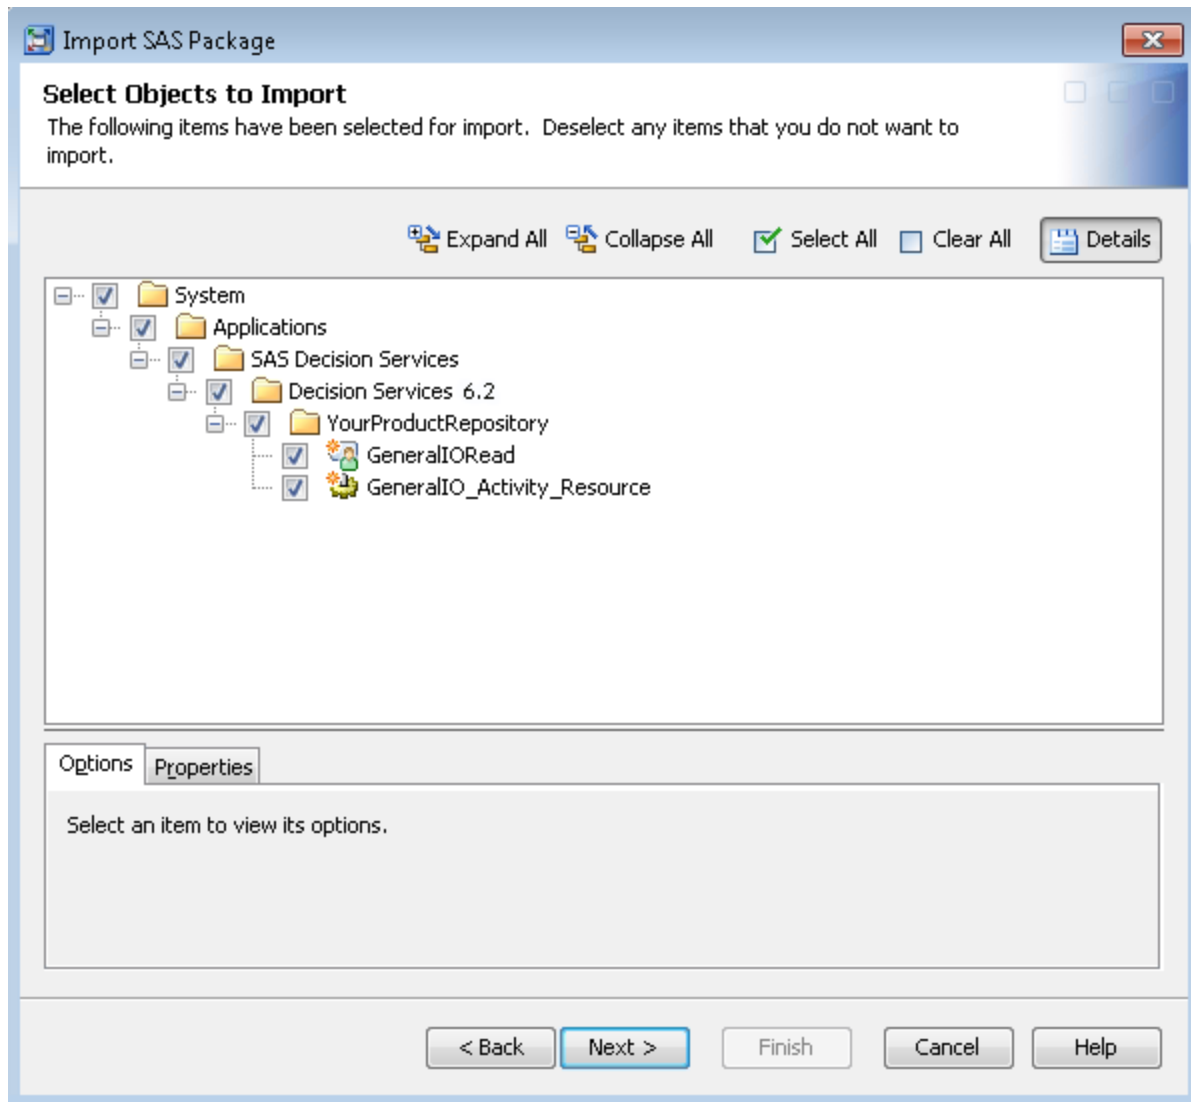 Import SAS Package
Select Objects to Import
The following items have been selected for import.  Deselect any items that you do not want to
import.
Expand All Collapse All Select All Clear All Details
System
Applications
SAS Decision Services
Decision Services 6.2
YourProductRepository
GeneralIORead
GeneralIO_Activity_Resource
Options Properties
Select an item to view its options.
< Back Next > Finish Cancel Help